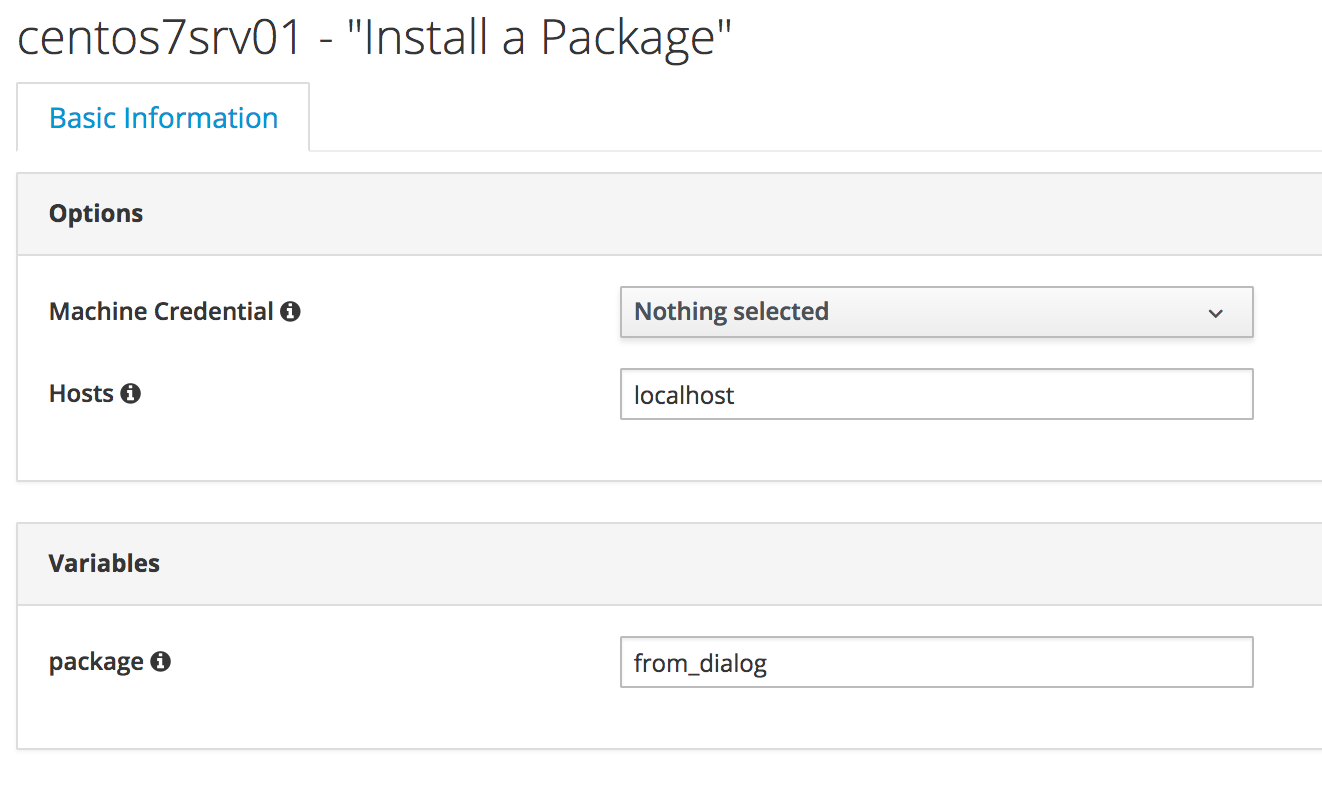 centos7srv01 - "Install a Package"
Basic Information
Options
Machine Credential
Nothing selected
Hosts
localhost
Variables
package
from_dialog